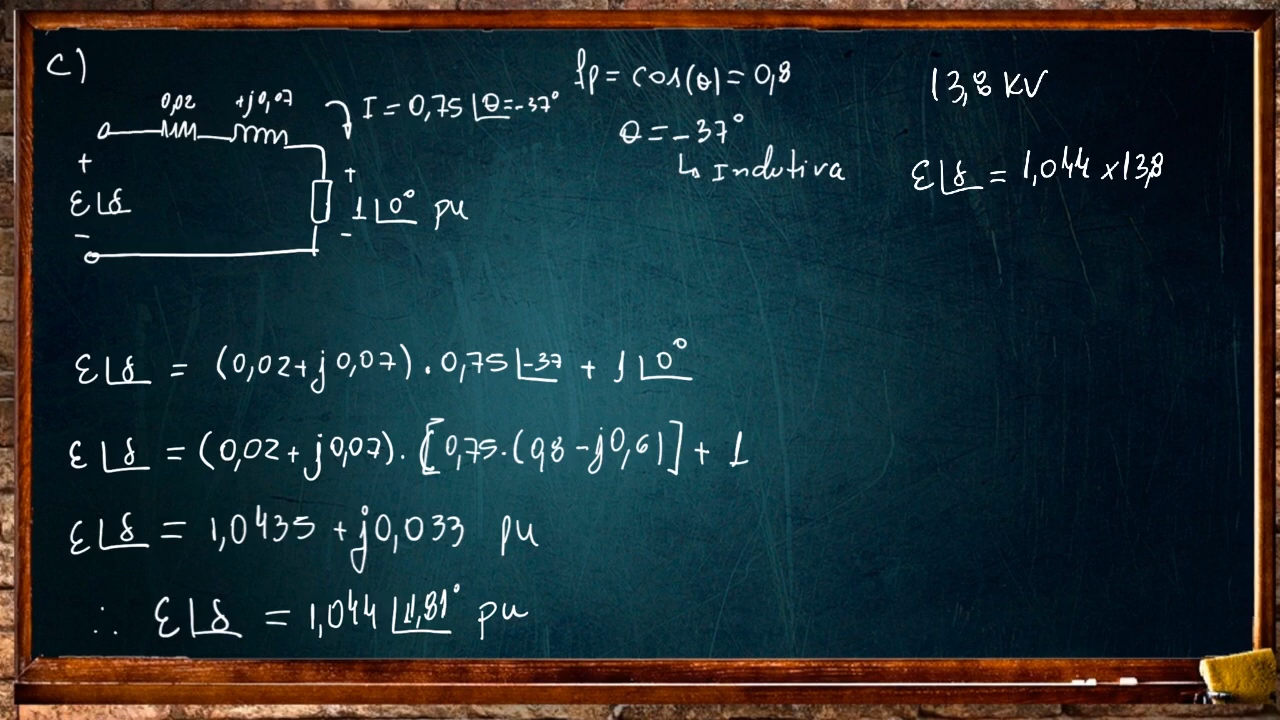 c)
0,02 +j0,07
I = 0,75 ∠θ=-37°
+
ε∠δ
-
+
1∠0° pu
-
fp = cos(θ) = 0,8
θ = -37°
↳ Indutiva
13,8 KV
ε∠δ = 1,044 x 13,8
ε∠δ = (0,02+j0,07) . 0,75∠-37 + 1∠0°
ε∠δ = (0,02+j0,07) . [0,75.(0,8-j0,6)] + 1
ε∠δ = 1,0435 + j0,033 pu
∴ ε∠δ = 1,044∠1,81° pu